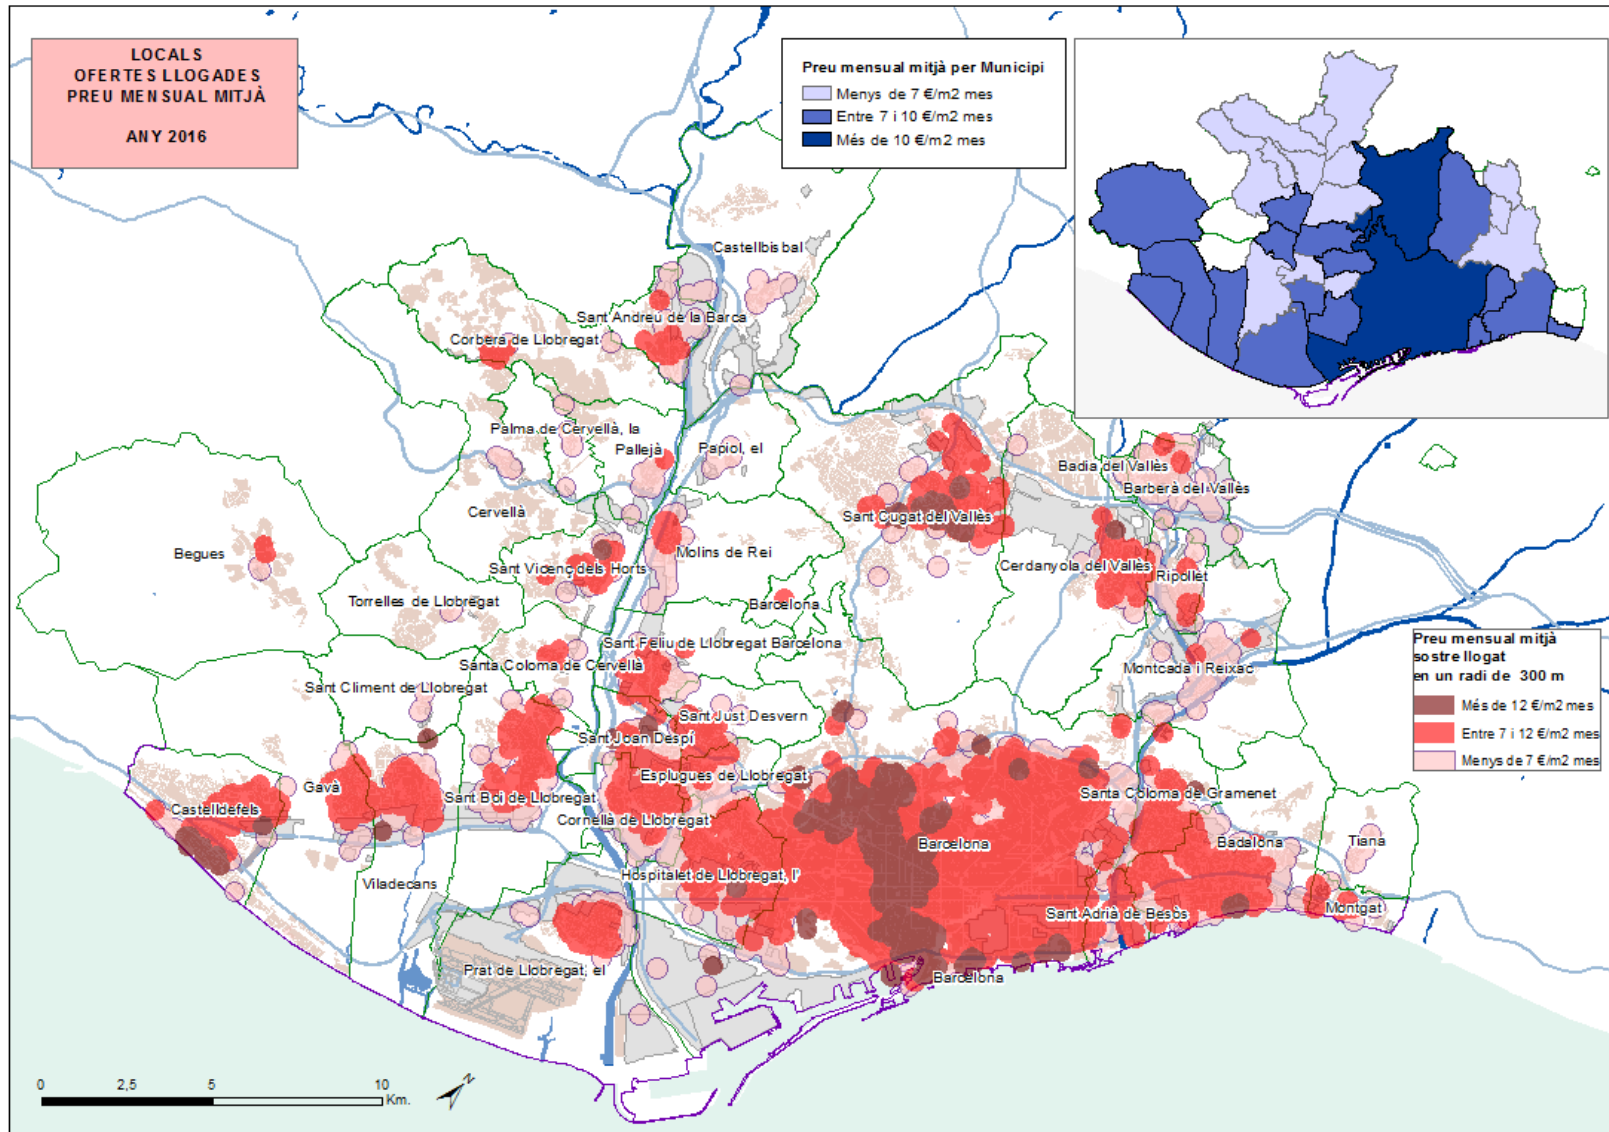 LOCALS
OFERTES LLOGADES
PREU MENSUAL MITJÀ
ANY 2016
Preu mensual mitjà per Municipi
Menys de 7 €/m2 mes
Entre 7 i 10 €/m2 mes
Més de 10 €/m2 mes
Castellbisbal
Sant Andreu de la Barca
Corbera de Llobregat
Palma de Cervellà, la
Pallejà
Papiol, el
Badia del Vallès
Barberà del Vallès
Cervellà
Sant Cugat del Vallès
Begues
Molins de Rei
Sant Vicenç dels Horts
Cerdanyola del Vallès
Ripollet
Torrelles de Llobregat
Barcelona
Sant Feliu de Llobregat Barcelona
Santa Coloma de Cervellà
Montcada i Reixac
Sant Climent de Llobregat
Preu mensual mitjà
sostre llogat
en un radi de 300 m
Més de 12 €/m2 mes
Entre 7 i 12 €/m2 mes
Menys de 7 €/m2 mes
Sant Just Desvern
Sant Joan Despí
Esplugues de Llobregat
Gavà
Sant Boi de Llobregat
Santa Coloma de Gramenet
Castelldefels
Cornellà de Llobregat
Barcelona
Badalona
Tiana
Hospitalet de Llobregat, l'
Viladecans
Sant Adrià de Besòs
Montgat
Prat de Llobregat, el
Barcelona
0 2,5 5 10
Km.
N